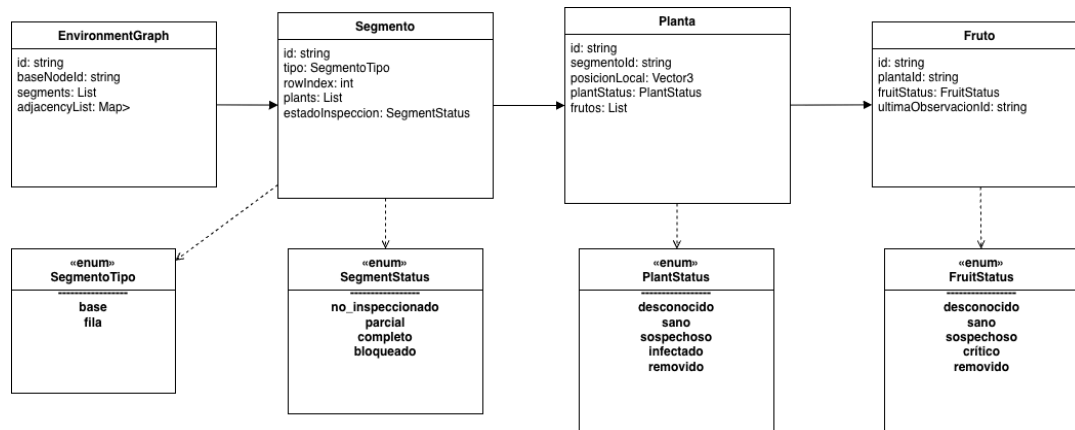 EnvironmentGraph
id: string
baseNodeId: string
segments: List
adjacencyList: Map>
Segmento
id: string
tipo: SegmentoTipo
rowIndex: int
plants: List
estadoInspeccion: SegmentStatus
Planta
id: string
segmentoId: string
posicionLocal: Vector3
plantStatus: PlantStatus
frutos: List
Fruto
id: string
plantaId: string
fruitStatus: FruitStatus
ultimaObservacionId: string
«enum»
SegmentoTipo
base
fila
«enum»
SegmentStatus
no_inspeccionado
parcial
completo
bloqueado
«enum»
PlantStatus
desconocido
sano
sospechoso
infectado
removido
«enum»
FruitStatus
desconocido
sano
sospechoso
crítico
removido